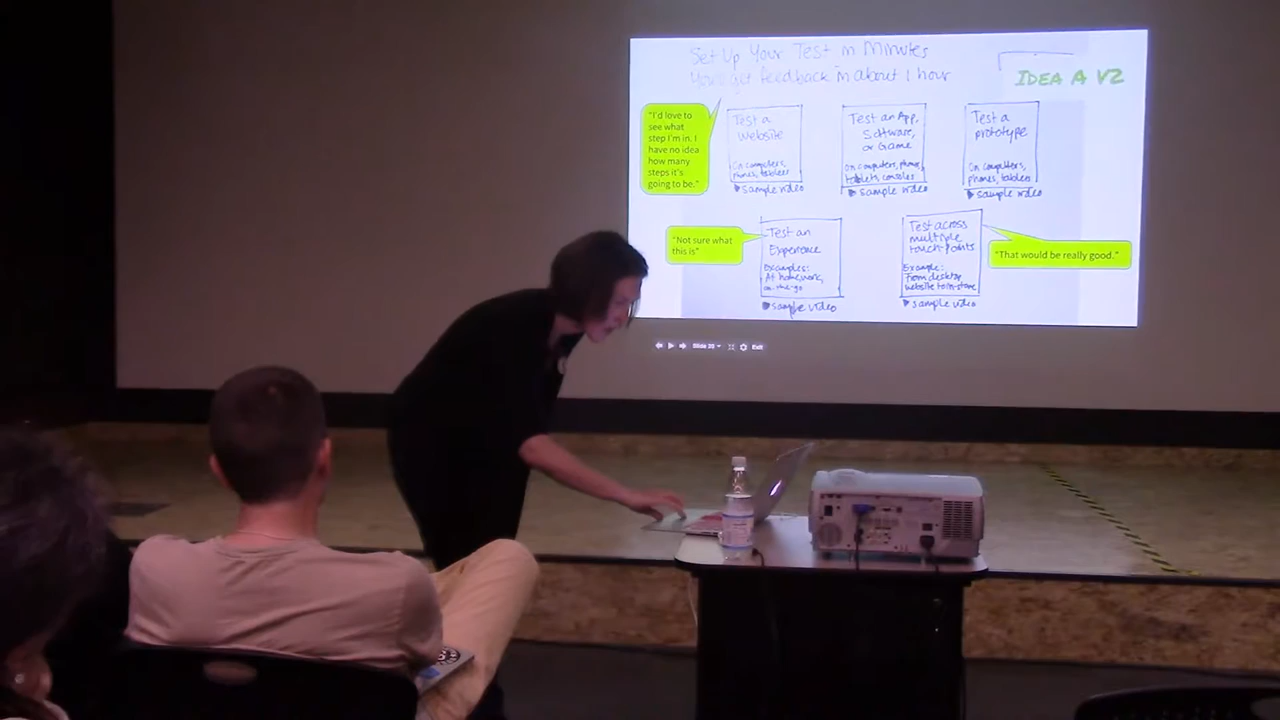 Set Up Your Test in Minutes
You'll get feedback in about 1 hour
IDEA A V2
"I'd love to
see what
step I'm in. I
have no idea
how many
steps it's
going to be."
Test a
Website
On computers,
phones, tablets
sample video
Test an App,
Software,
or Game
On computers, phones,
tablets, consoles
sample video
Test a
prototype
On computers,
phones, tablets
sample video
"Not sure what
this is"
Test an
Experience
Examples:
At home, work,
on-the-go
sample video
Test across
multiple
touch-points
Example:
From desktop
website to in-store
sample video
"That would be really good."
Slide 20
Exit